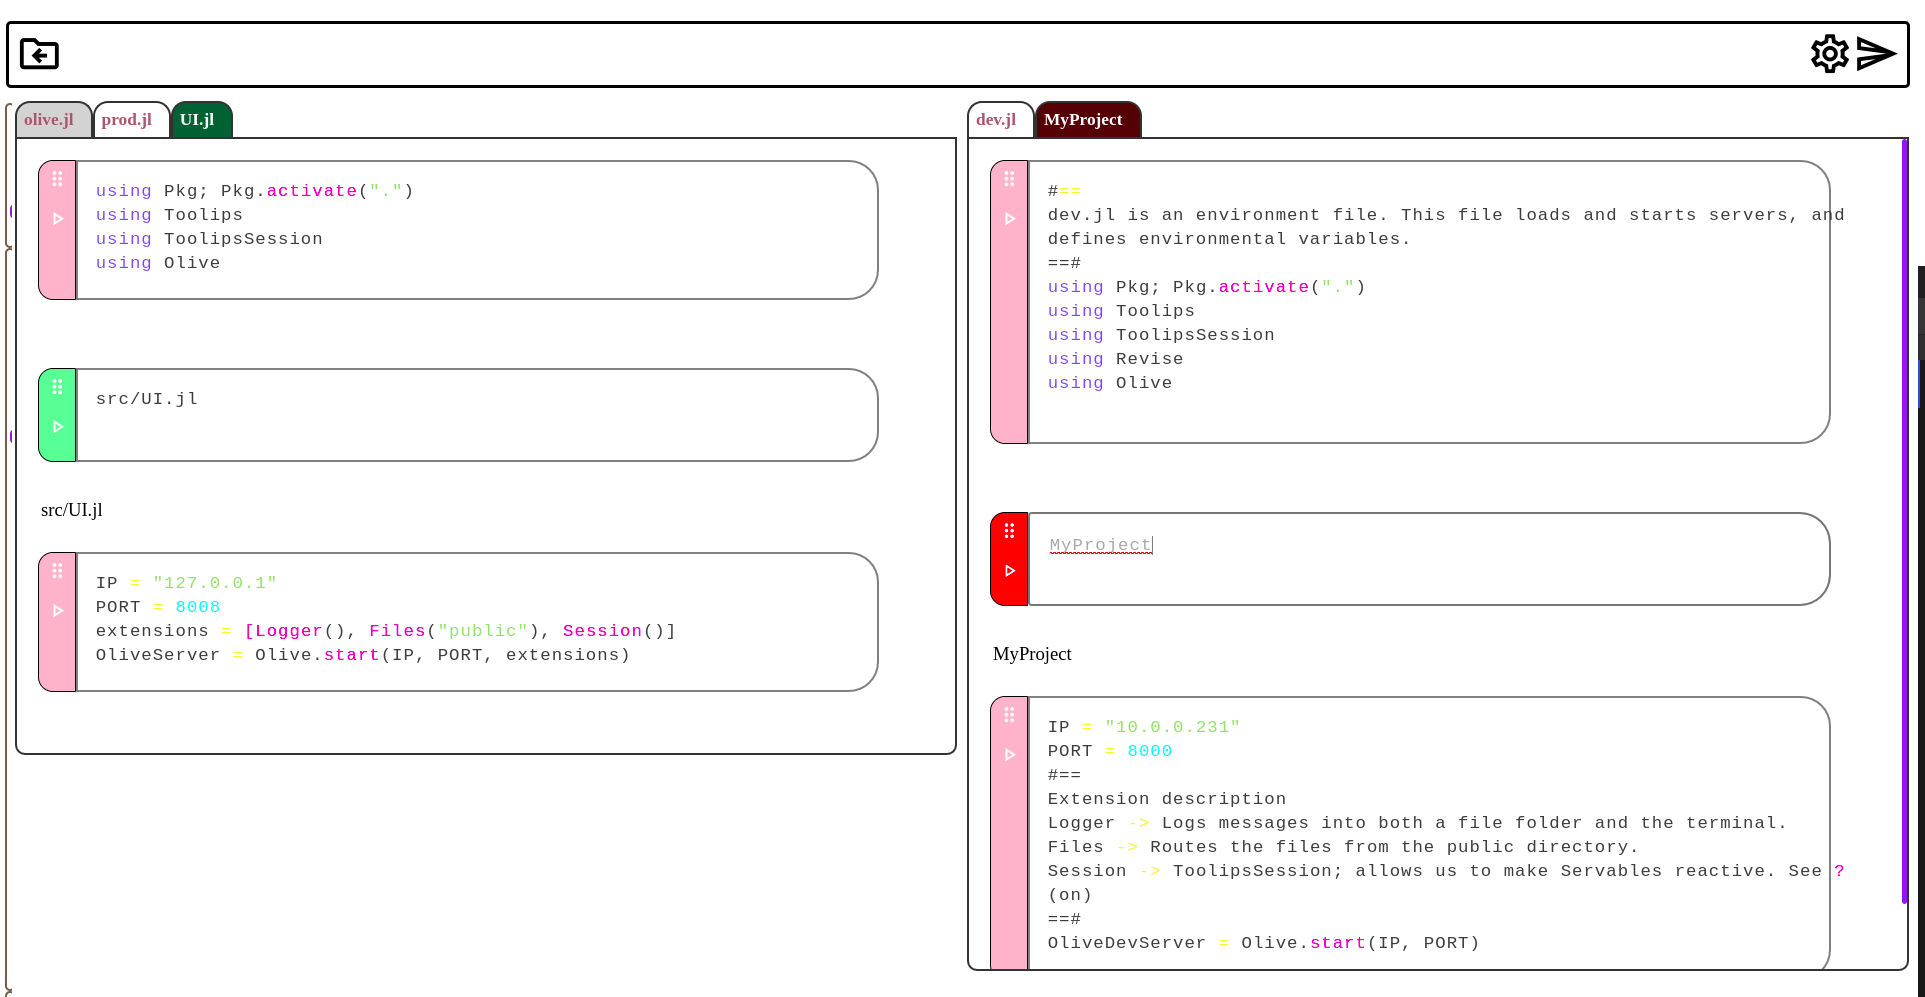 olive.jl prod.jl UI.jl
using Pkg; Pkg.activate(".")
using Toolips
using ToolipsSession
using Olive
src/UI.jl
src/UI.jl
IP = "127.0.0.1"
PORT = 8008
extensions = [Logger(), Files("public"), Session()]
OliveServer = Olive.start(IP, PORT, extensions)
dev.jl MyProject
#==
dev.jl is an environment file. This file loads and starts servers, and
defines environmental variables.
==#
using Pkg; Pkg.activate(".")
using Toolips
using ToolipsSession
using Revise
using Olive
MyProject
MyProject
IP = "10.0.0.231"
PORT = 8000
#==
Extension description
Logger -> Logs messages into both a file folder and the terminal.
Files -> Routes the files from the public directory.
Session -> ToolipsSession; allows us to make Servables reactive. See ?
(on)
==#
OliveDevServer = Olive.start(IP, PORT)